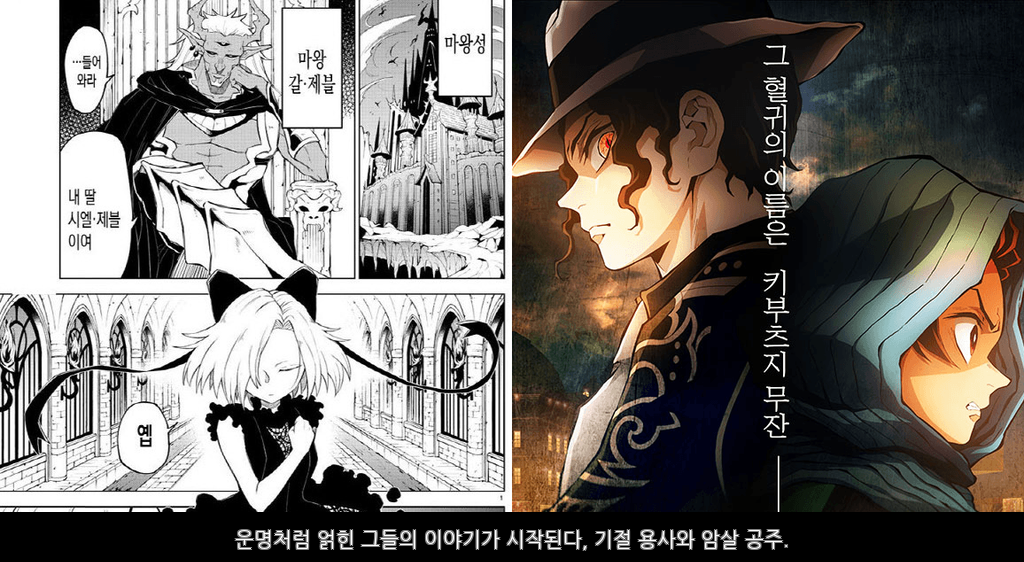 마왕성
마왕
갈·제블
…들어
와라
내 딸
시엘·제블
이여
옙
1
그 혈귀의 이름은 키부츠지 무잔
운명처럼 얽힌 그들의 이야기가 시작된다, 기절 용사와 암살 공주.